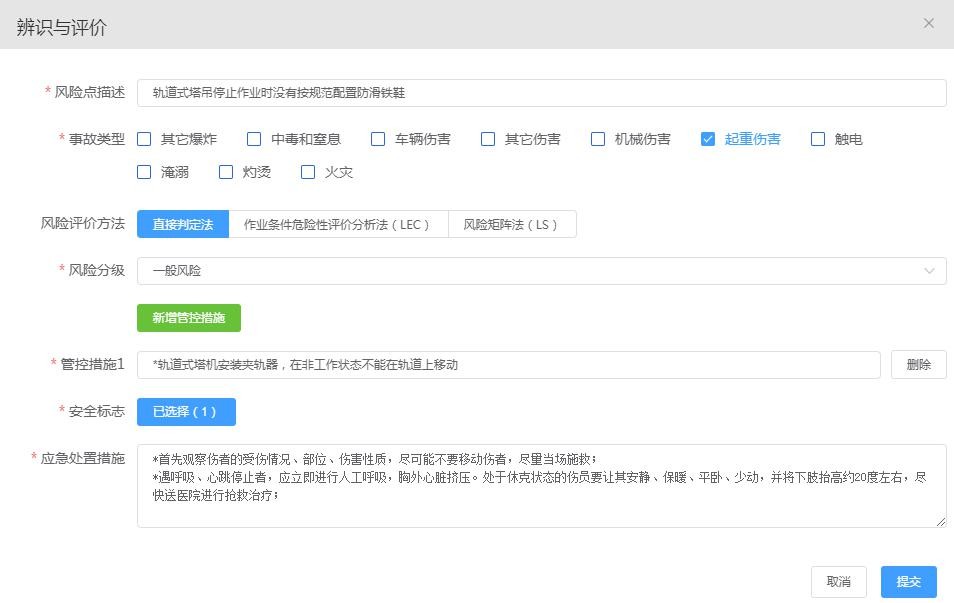 辨识与评价
* 风险点描述 轨道式塔吊停止作业时没有按规范配置防滑铁鞋
* 事故类型 其它爆炸 中毒和窒息 车辆伤害 其它伤害 机械伤害 起重伤害 触电
淹溺 灼烫 火灾
风险评价方法 直接判定法 作业条件危险性评价分析法（LEC） 风险矩阵法（LS）
* 风险分级 一般风险
新增管控措施
* 管控措施1 *轨道式塔机安装夹轨器，在非工作状态不能在轨道上移动 删除
* 安全标志 已选择（1）
* 应急处置措施 *首先观察伤者的受伤情况、部位、伤害性质，尽可能不要移动伤者，尽量当场施救；
*遇呼吸、心跳停止者，应立即进行人工呼吸，胸外心脏挤压。处于休克状态的伤员要让其安静、保暖、平卧、少动，并将下肢抬高约20度左右，尽
快送医院进行抢救治疗；
取消 提交